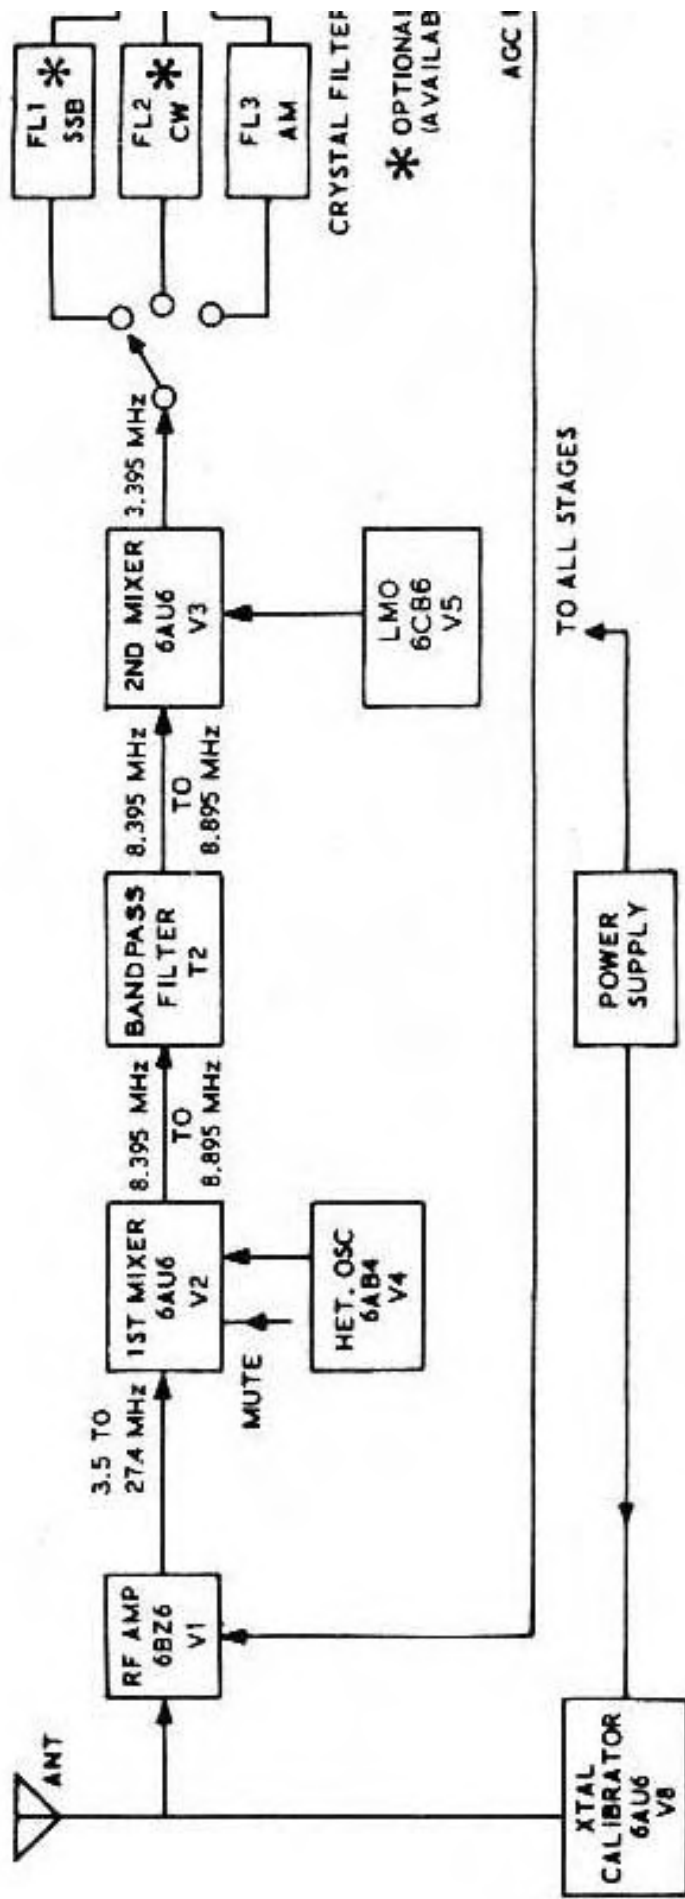 ANT
RF AMP
6BZ6
V1
3.5 TO
27.4 MHz
1ST MIXER
6AU6
V2
MUTE
HET. OSC
6AB4
V4
8.395 MHz
TO
8.895 MHz
BANDPASS
FILTER
T2
8.395 MHz
TO
8.895 MHz
2ND MIXER
6AU6
V3
LMO
6CB6
V5
3.395 MHz
FL1
SSB
FL2
CW
FL3
AM
CRYSTAL FILTER
* OPTIONAL
(AVAILAB
AGC
XTAL
CALIBRATOR
6AU6
V8
POWER
SUPPLY
TO ALL STAGES